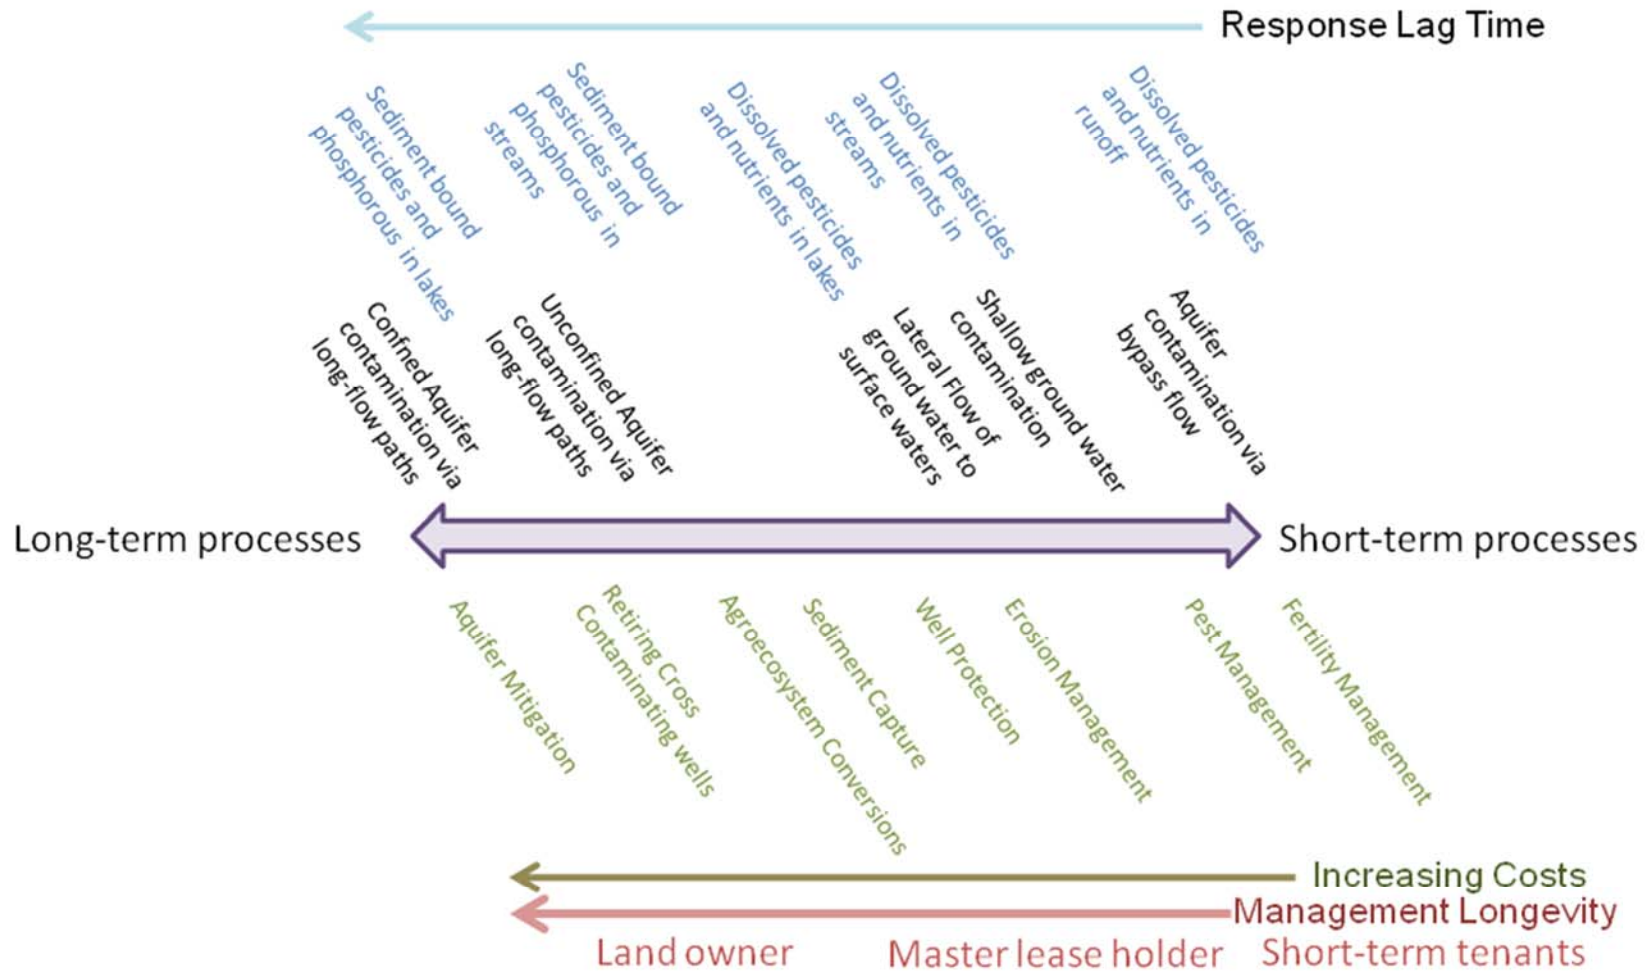 Response Lag Time
Sediment bound
pesticides and
phosphorous in lakes
Sediment bound
pesticides and
phosphorous in
streams
Dissolved pesticides
and nutrients in lakes
Dissolved pesticides
and nutrients in
streams
Dissolved pesticides
and nutrients in
runoff
Confned Aquifer
contamination via
long-flow paths
Unconfined Aquifer
contamination via
long-flow paths
Lateral Flow of
ground water to
surface waters
Shallow ground water
contamination
Aquifer
contamination via
bypass flow
Long-term processes
Short-term processes
Aquifer Mitigation
Retiring Cross
Contaminating wells
Agroecosystem Conversions
Sediment Capture
Well Protection
Erosion Management
Pest Management
Fertility Management
Increasing Costs
Management Longevity
Land owner
Master lease holder
Short-term tenants